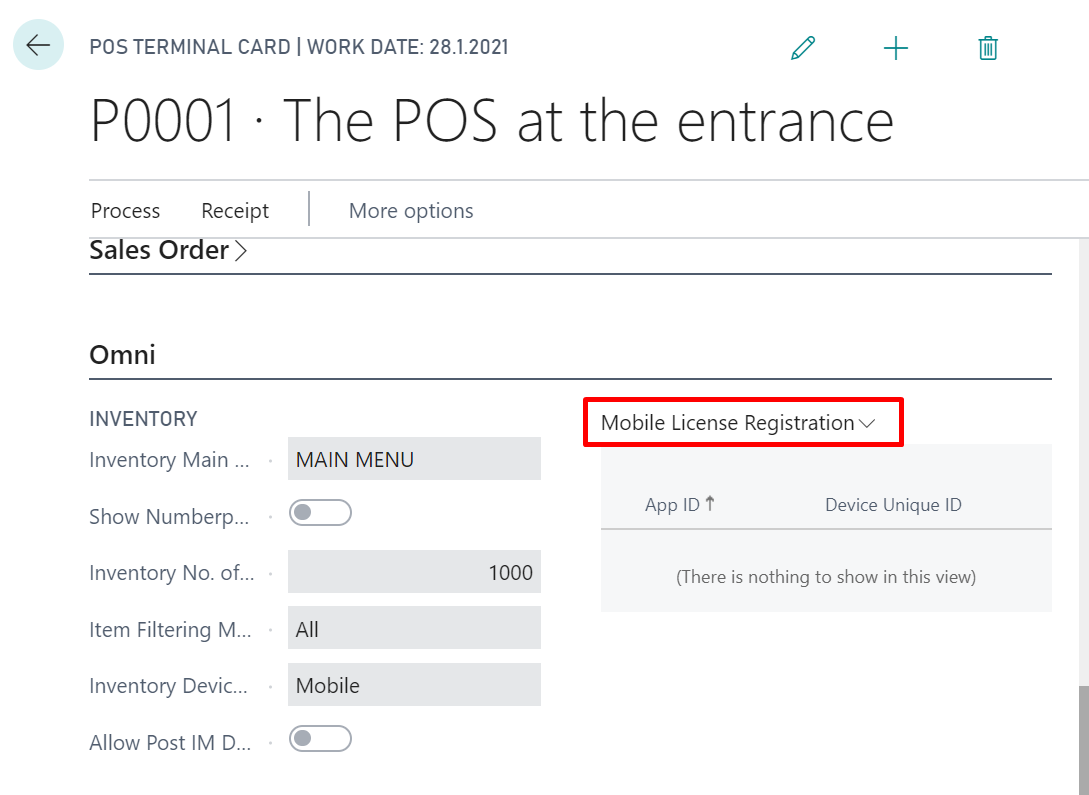 POS TERMINAL CARD | WORK DATE: 28.1.2021
P0001 · The POS at the entrance
Process Receipt More options
Sales Order
Omni
INVENTORY
Inventory Main ... MAIN MENU
Show Numberp...
Inventory No. of... 1000
Item Filtering M... All
Inventory Devic... Mobile
Allow Post IM D...
Mobile License Registration
App ID ↑ Device Unique ID
(There is nothing to show in this view)